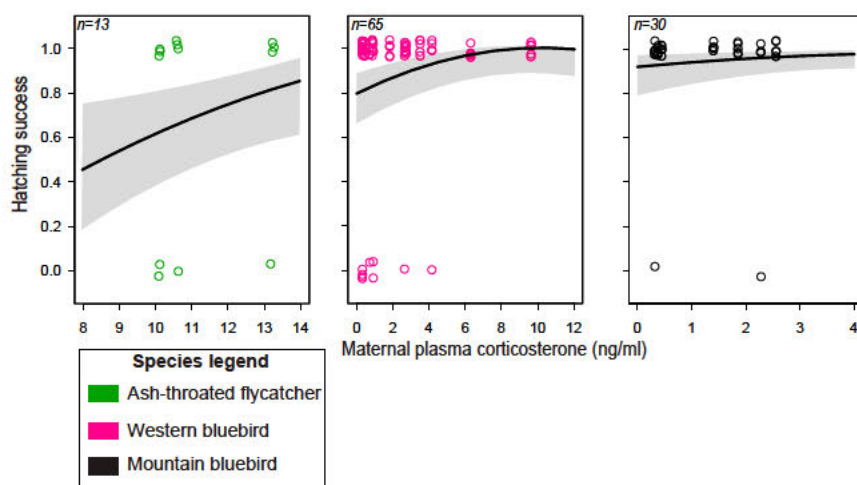 n=13
n=65
n=30
Hatching success
1.0
0.8
0.6
0.4
0.2
0.0
8 9 10 11 12 13 14
0 2 4 6 8 10 12
0 1 2 3 4
Maternal plasma corticosterone (ng/ml)
Species legend
Ash-throated flycatcher
Western bluebird
Mountain bluebird